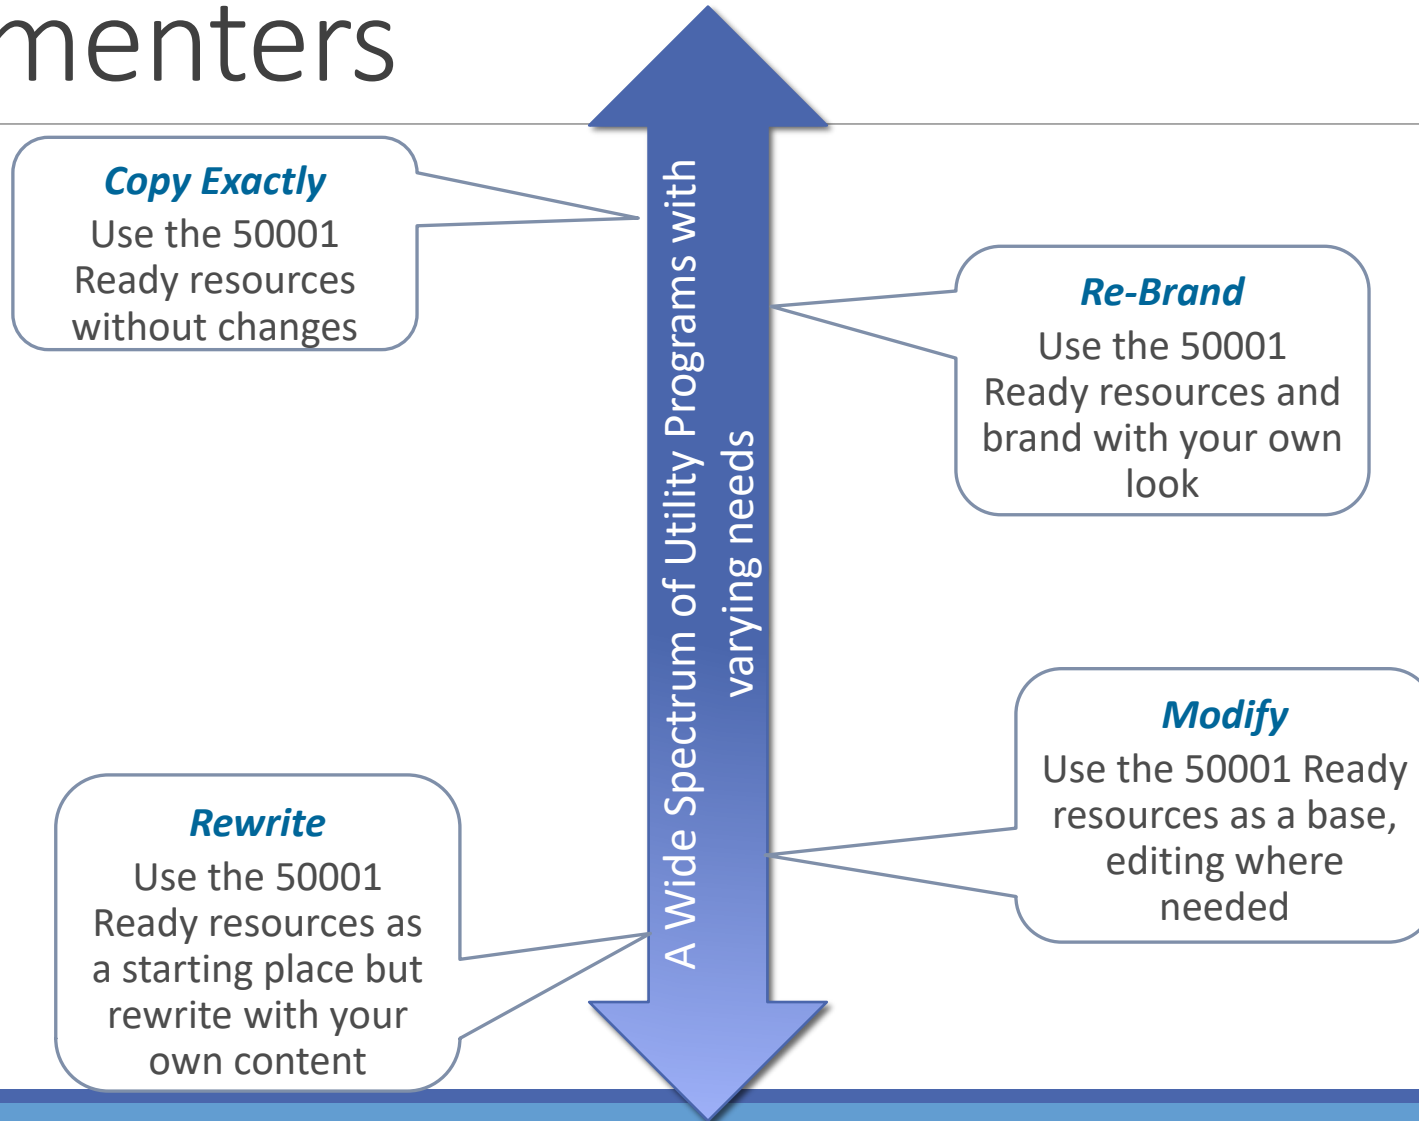 menters
Copy Exactly
Use the 50001
Ready resources
without changes
Re-Brand
Use the 50001
Ready resources and
brand with your own
look
A Wide Spectrum of Utility Programs with
varying needs
Modify
Use the 50001 Ready
resources as a base,
editing where
needed
Rewrite
Use the 50001
Ready resources as
a starting place but
rewrite with your
own content